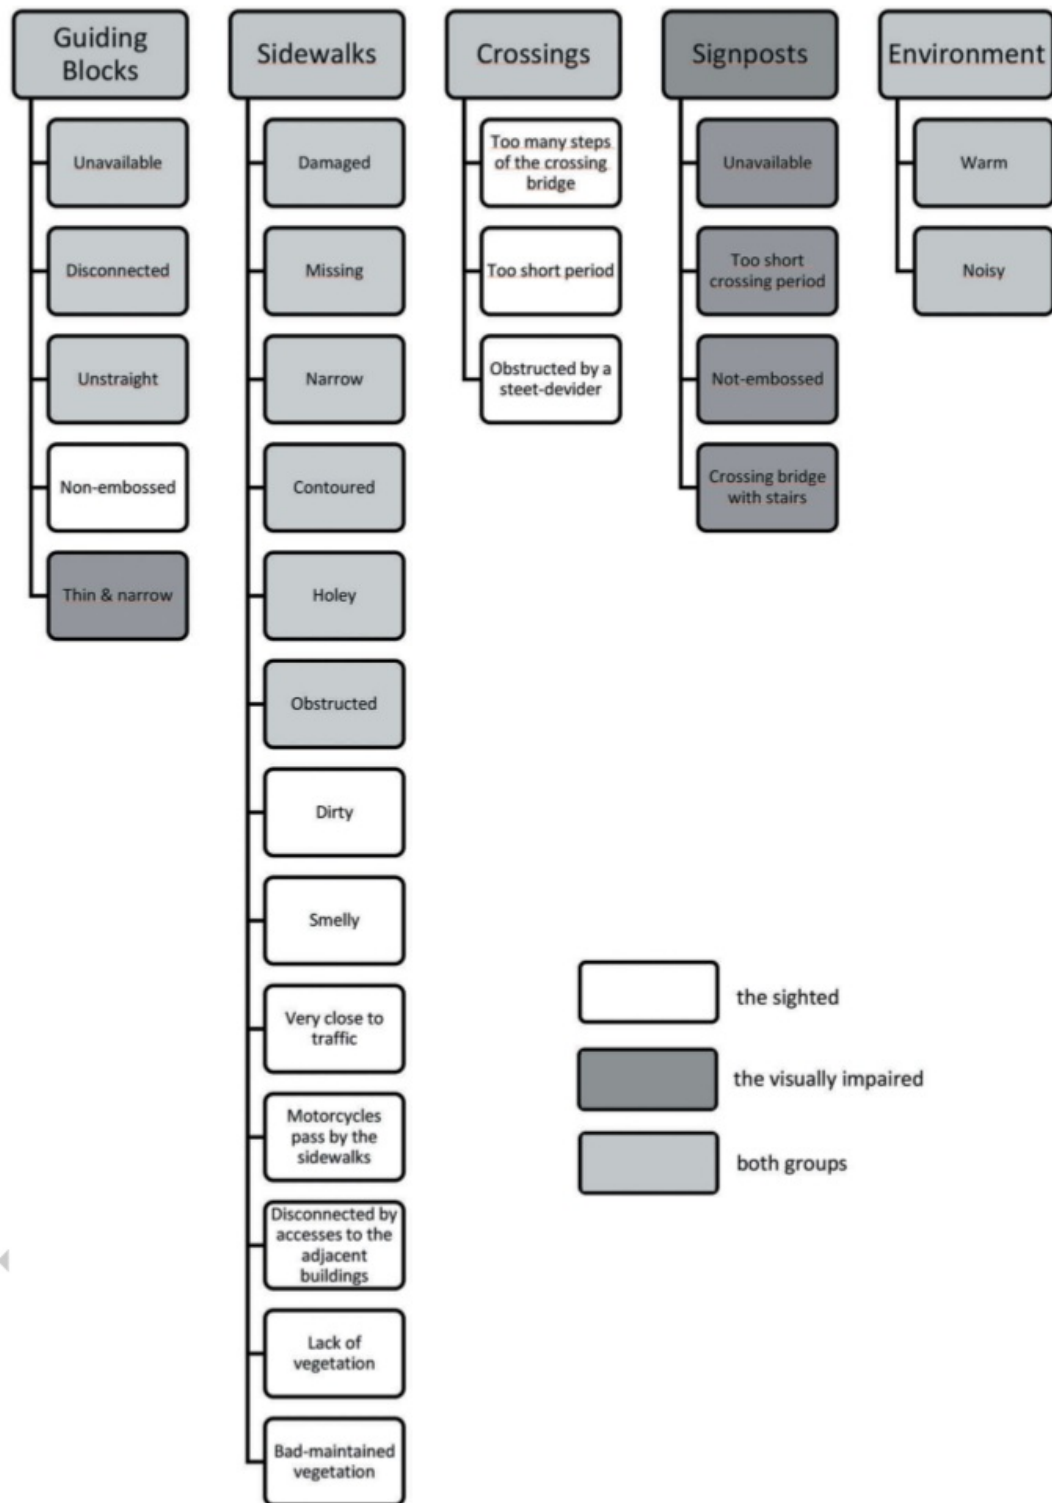 Guiding
Blocks
Unavailable
Disconnected
Unstraight
Non-embossed
Thin & narrow
Sidewalks
Damaged
Missing
Narrow
Contoured
Holey
Obstructed
Dirty
Smelly
Very close to
traffic
Motorcycles
pass by the
sidewalks
Disconnected by
accesses to the
adjacent
buildings
Lack of
vegetation
Bad-maintained
vegetation
Crossings
Too many steps
of the crossing
bridge
Too short period
Obstructed by a
steet-devider
Signposts
Unavailable
Too short
crossing period
Not-embossed
Crossing bridge
with stairs
Environment
Warm
Noisy
the sighted
the visually impaired
both groups